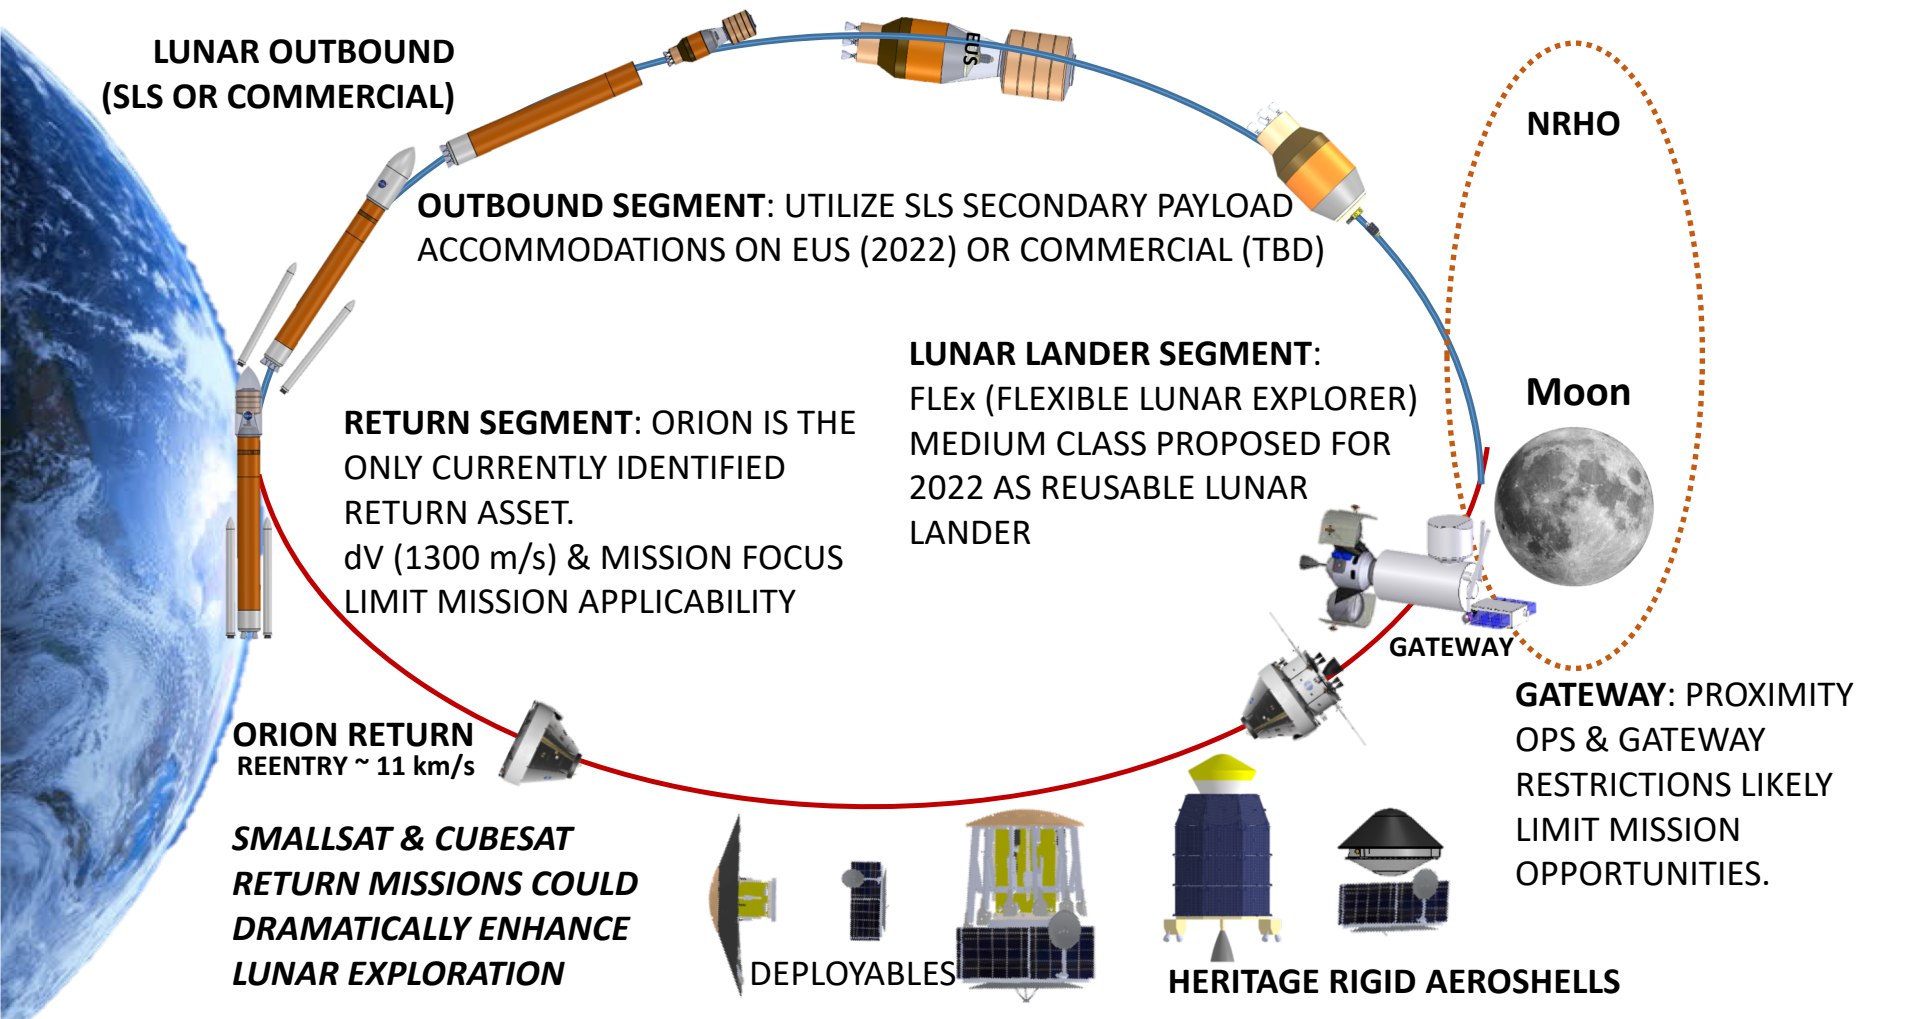 LUNAR OUTBOUND
(SLS OR COMMERCIAL)
EUS
NRHO
OUTBOUND SEGMENT: UTILIZE SLS SECONDARY PAYLOAD
ACCOMMODATIONS ON EUS (2022) OR COMMERCIAL (TBD)
LUNAR LANDER SEGMENT:
FLEx (FLEXIBLE LUNAR EXPLORER)
MEDIUM CLASS PROPOSED FOR
2022 AS REUSABLE LUNAR
LANDER
Moon
RETURN SEGMENT: ORION IS THE
ONLY CURRENTLY IDENTIFIED
RETURN ASSET.
dV (1300 m/s) & MISSION FOCUS
LIMIT MISSION APPLICABILITY
GATEWAY
GATEWAY: PROXIMITY
OPS & GATEWAY
RESTRICTIONS LIKELY
LIMIT MISSION
OPPORTUNITIES.
ORION RETURN
REENTRY ~ 11 km/s
SMALLSAT & CUBESAT
RETURN MISSIONS COULD
DRAMATICALLY ENHANCE
LUNAR EXPLORATION
DEPLOYABLES
HERITAGE RIGID AEROSHELLS